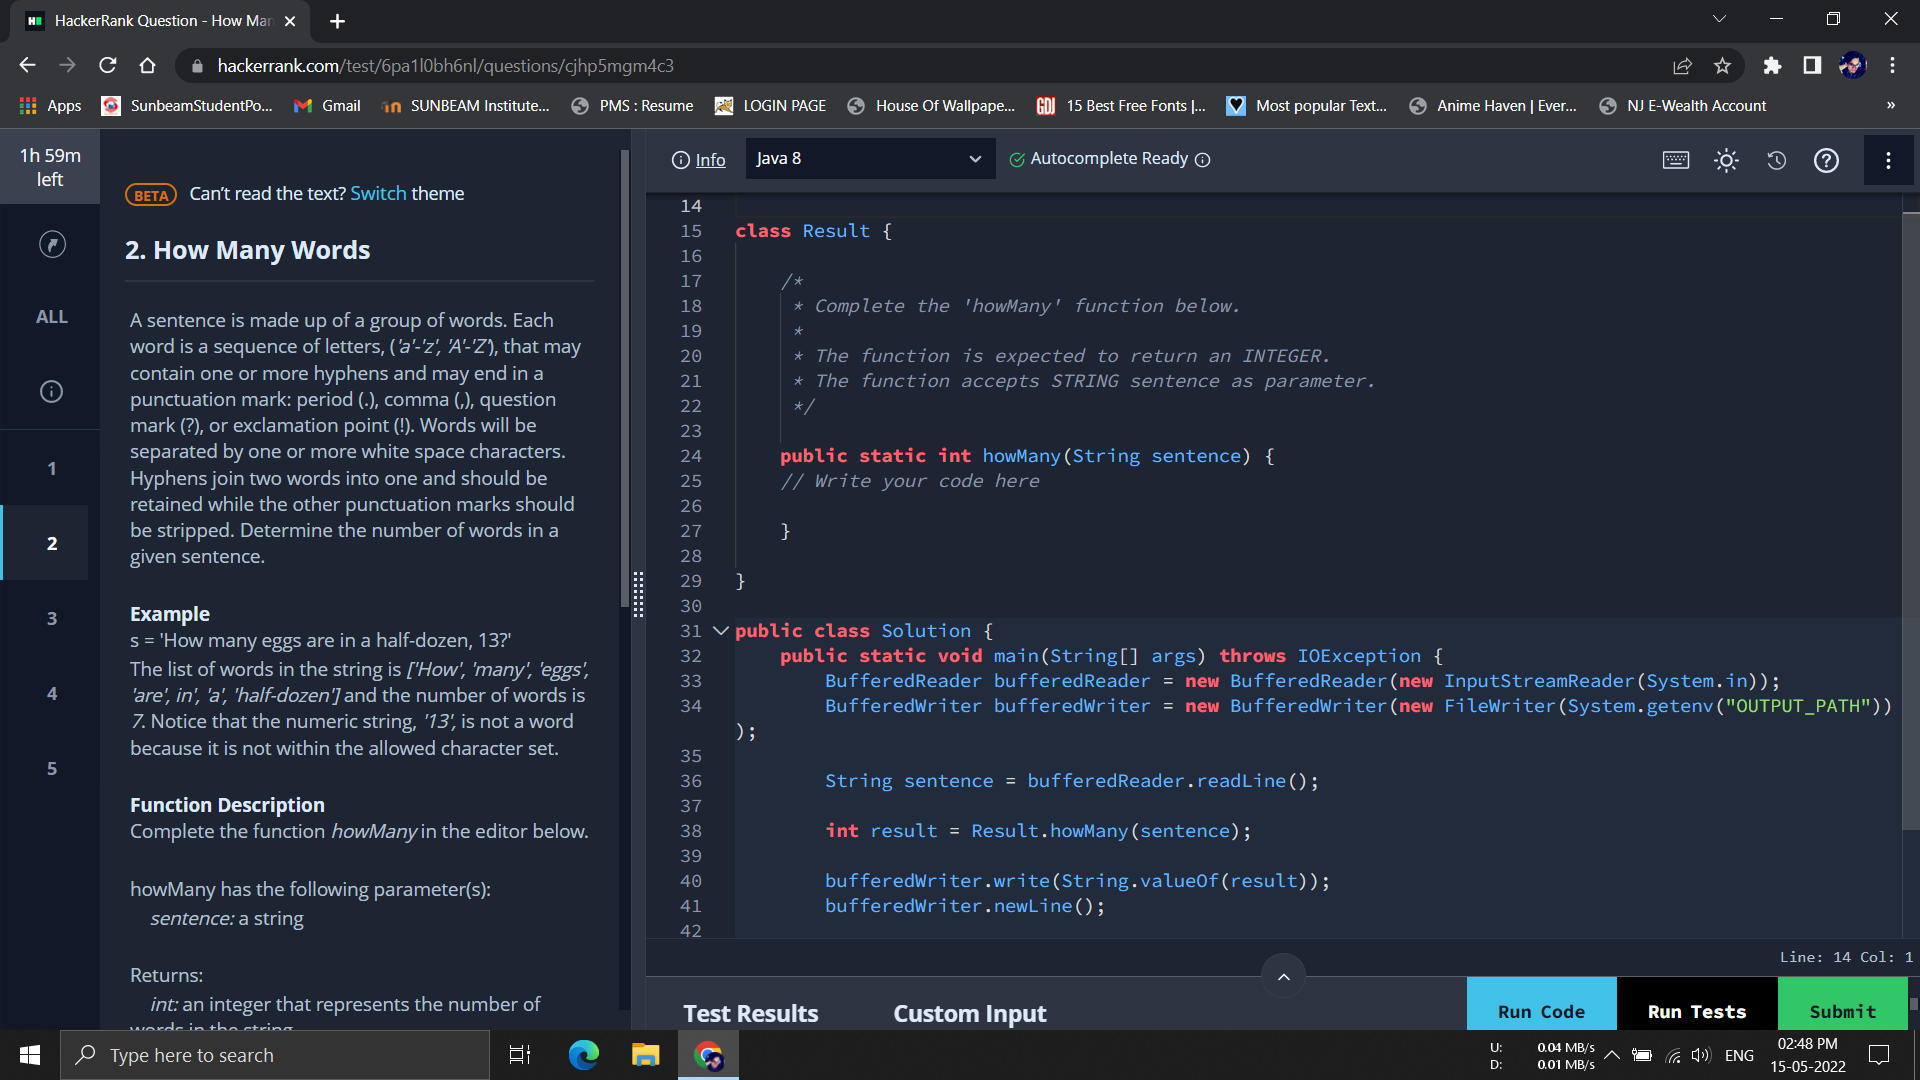 HackerRank Question - How Man
hackerrank.com/test/6pa1l0bh6nl/questions/cjhp5mgm4c3
Apps SunbeamStudentPo... Gmail SUNBEAM Institute... PMS : Resume LOGIN PAGE House Of Wallpape... GDJ 15 Best Free Fonts |... Most popular Text... Anime Haven | Ever... NJ E-Wealth Account »
1h 59m
left
ALL
1
2
3
4
5
BETA Can't read the text? Switch theme
2. How Many Words
A sentence is made up of a group of words. Each
word is a sequence of letters, ('a'-'z', 'A'-'Z'), that may
contain one or more hyphens and may end in a
punctuation mark: period (.), comma (,), question
mark (?), or exclamation point (!). Words will be
separated by one or more white space characters.
Hyphens join two words into one and should be
retained while the other punctuation marks should
be stripped. Determine the number of words in a
given sentence.
Example
s = 'How many eggs are in a half-dozen, 13?'
The list of words in the string is ['How', 'many', 'eggs',
'are', in', 'a', 'half-dozen'] and the number of words is
7. Notice that the numeric string, '13', is not a word
because it is not within the allowed character set.
Function Description
Complete the function howMany in the editor below.
howMany has the following parameter(s):
sentence: a string
Returns:
int: an integer that represents the number of
words in the string
Info Java 8 Autocomplete Ready
14
15 class Result {
16
17 /*
18 * Complete the 'howMany' function below.
19 *
20 * The function is expected to return an INTEGER.
21 * The function accepts STRING sentence as parameter.
22 */
23
24 public static int howMany(String sentence) {
25 // Write your code here
26
27 }
28
29 }
30
31 public class Solution {
32 public static void main(String[] args) throws IOException {
33 BufferedReader bufferedReader = new BufferedReader(new InputStreamReader(System.in));
34 BufferedWriter bufferedWriter = new BufferedWriter(new FileWriter(System.getenv("OUTPUT_PATH"))
);
35
36 String sentence = bufferedReader.readLine();
37
38 int result = Result.howMany(sentence);
39
40 bufferedWriter.write(String.valueOf(result));
41 bufferedWriter.newLine();
42
Line: 14 Col: 1
Test Results Custom Input Run Code Run Tests Submit
Type here to search
U: 0.04 MB/s
D: 0.01 MB/s
ENG
02:48 PM
15-05-2022